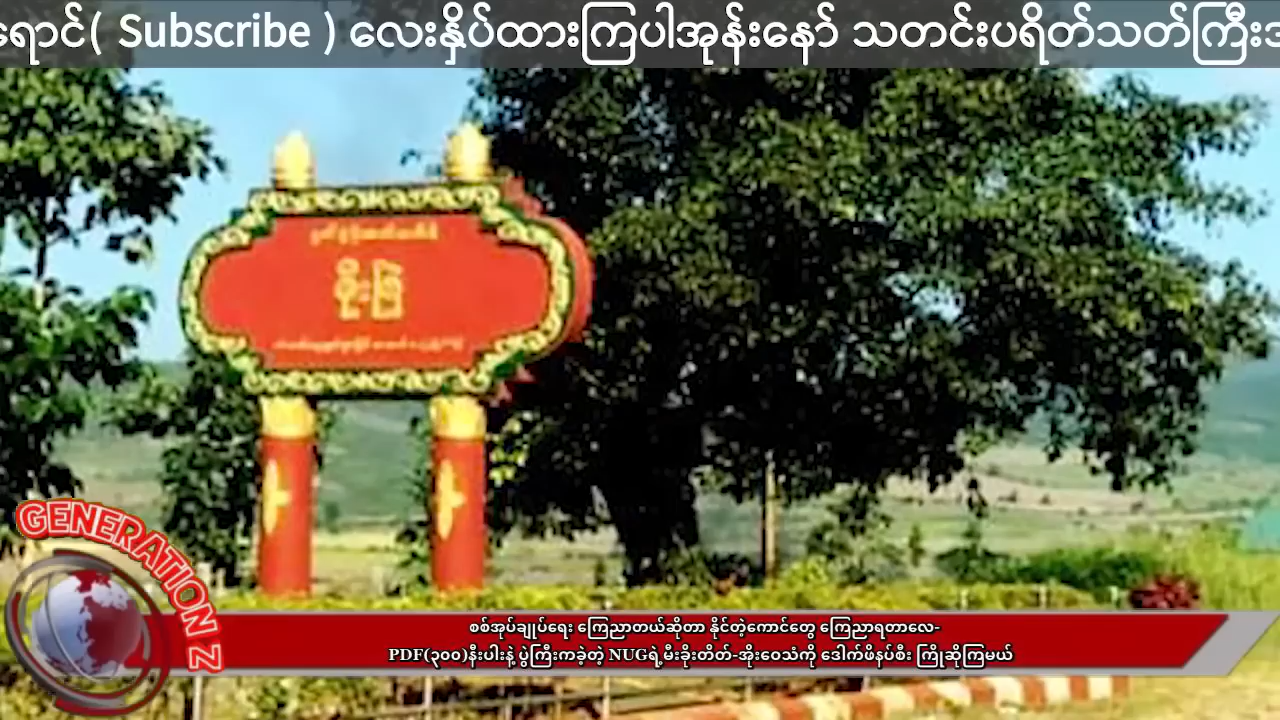 ရောင်( Subscribe ) လေးနှိပ်ထားကြပါအုန်းနော် သတင်းပရိတ်သတ်ကြီး
မိုးဗြဲ
GENERATION Z
စစ်အုပ်ချုပ်ရေး ကြေညာတယ်ဆိုတာ နိုင်တဲ့ကောင်တွေ ကြေညာရတာလေ-
PDF(၃၀၀)နီးပါးနဲ့ ပွဲကြီးကခဲ့တဲ့ NUGရဲ့မီးခိုးတိတ်-အိုးဝေသံကို ဒေါက်ဖိနပ်စီး ကြိုဆိုကြမယ်